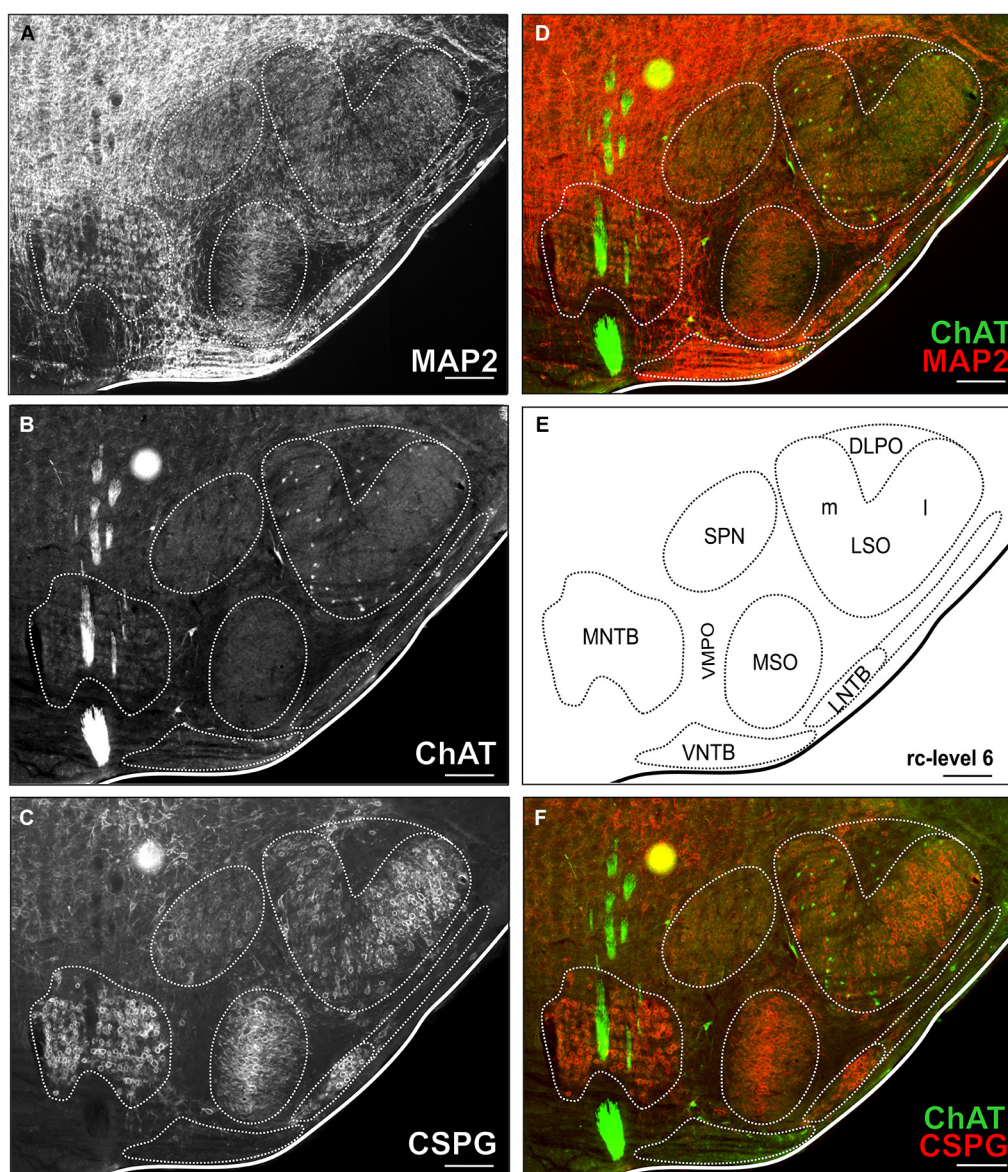 A
MAP2
D
ChAT
MAP2
B
ChAT
E
DLPO
m
l
LSO
SPN
MNTB
VMPO
MSO
LNTB
VNTB
rc-level 6
C
CSPG
F
ChAT
CSPG